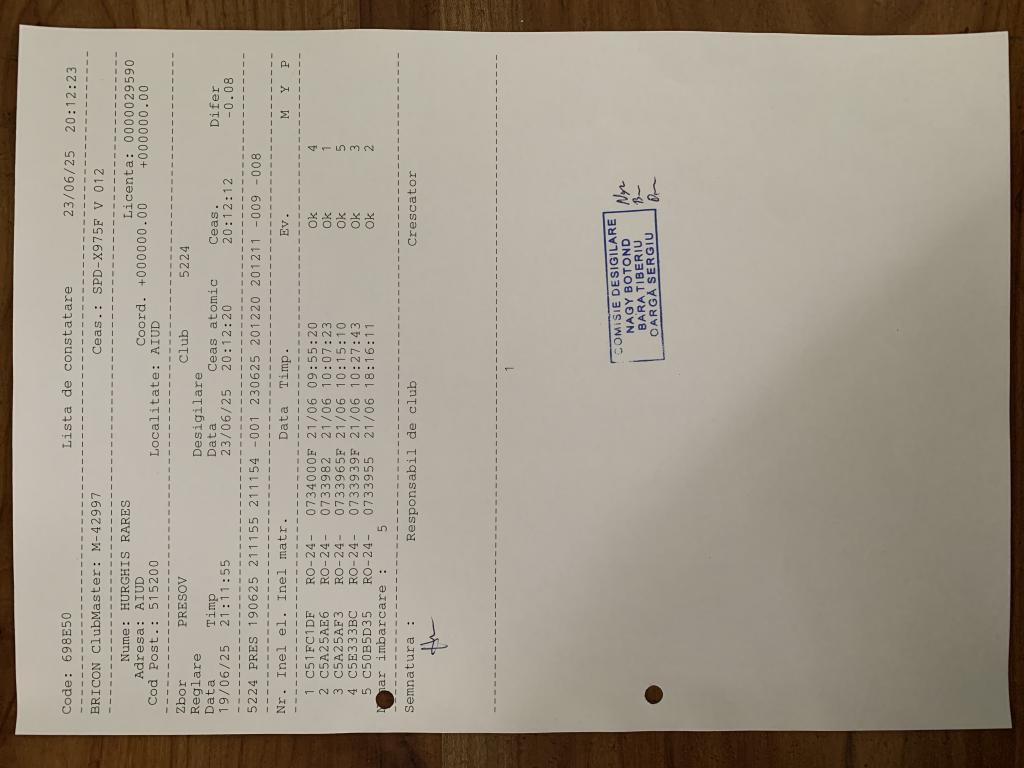 Code: 698E50 Lista de constatare 23/06/25 20:12:23
BRICON ClubMaster: M-42997 Ceas.: SPD-X975F V 012
Nume: HURGHIS RARES Licenta: 0000029590
Adresa: AIUD Coord. +000000.00 +000000.00
Cod Post.: 515200 Localitate: AIUD
Zbor PRESOV Club 5224
Reglare Desigilare
Data Timp Data Ceas atomic Ceas. Difer
19/06/25 21:11:55 23/06/25 20:12:20 20:12:12 -0.08
5224 PRES 190625 211155 211154 -001 230625 201220 201211 -009 -008
Nr. Inel el. Inel matr. Data Timp. Ev. M Y P
1 C51FC1DF RO-24- 0734000F 21/06 09:55:20 Ok 4
2 C5A28AE6 RO-24- 0733982 21/06 10:07:23 Ok 1
3 C5A25AF3 RO-24- 0733965F 21/06 10:15:10 Ok 5
4 C5E333BC RO-24- 0733939F 21/06 10:27:43 Ok 3
5 C50B5D35 RO-24- 0733955 21/06 18:16:11 Ok 2
imbarcare : 5
Semnatura : Responsabil de club Crescator
1
COMISIE DESIGILARE
NAGY BOTOND
BARA TIBERIU
OARGĂ SERGIU